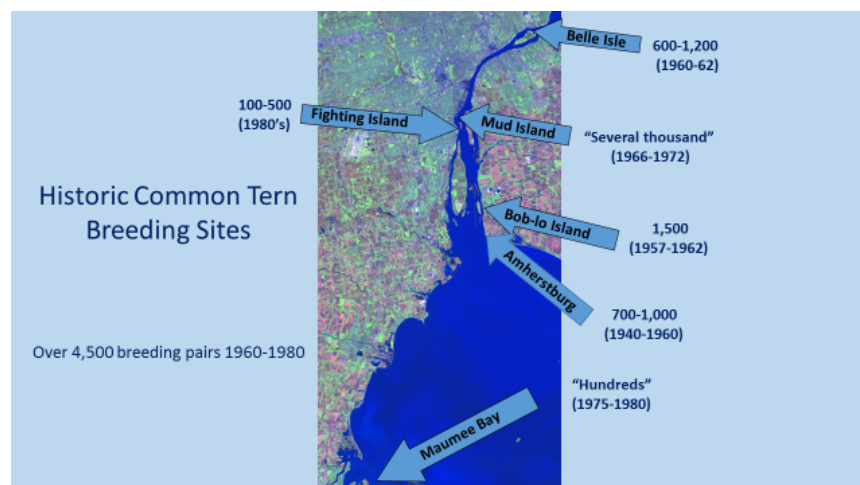 Belle Isle
600-1,200
(1960-62)
100-500
(1980's)
Fighting Island
Mud Island
“Several thousand”
(1966-1972)
Historic Common Tern
Breeding Sites
Bob-lo Island
1,500
(1957-1962)
Amherstburg
700-1,000
(1940-1960)
Over 4,500 breeding pairs 1960-1980
“Hundreds”
(1975-1980)
Maumee Bay